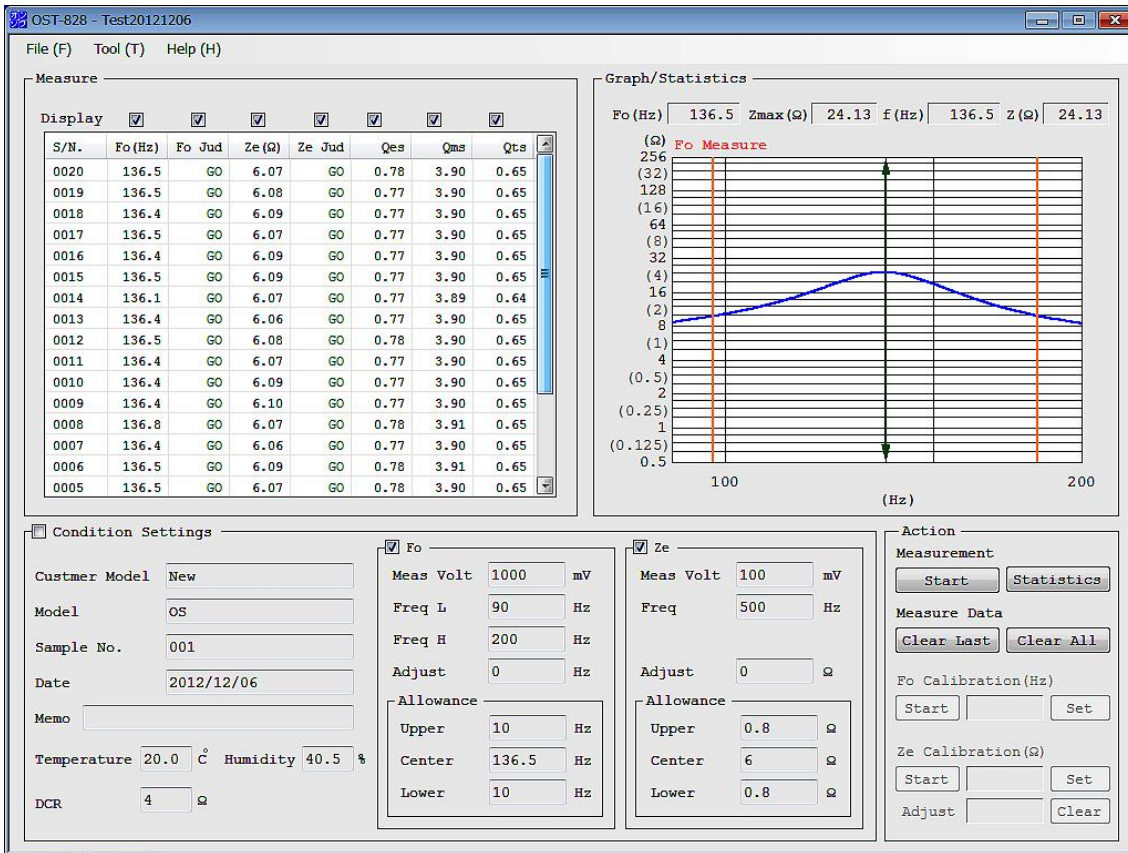 OST-828 - Test20121206
File (F) Tool (T) Help (H)
Measure
Display
S/N. Fo(Hz) Fo Jud Ze(Ω) Ze Jud Qes Qms Qts
0020 136.5 GO 6.07 GO 0.78 3.90 0.65
0019 136.5 GO 6.08 GO 0.77 3.90 0.65
0018 136.4 GO 6.09 GO 0.77 3.90 0.65
0017 136.5 GO 6.07 GO 0.77 3.90 0.65
0016 136.4 GO 6.09 GO 0.77 3.90 0.65
0015 136.5 GO 6.09 GO 0.77 3.90 0.65
0014 136.1 GO 6.07 GO 0.77 3.89 0.64
0013 136.4 GO 6.06 GO 0.77 3.90 0.65
0012 136.5 GO 6.08 GO 0.78 3.90 0.65
0011 136.4 GO 6.07 GO 0.77 3.90 0.65
0010 136.4 GO 6.09 GO 0.77 3.90 0.65
0009 136.4 GO 6.10 GO 0.77 3.90 0.65
0008 136.8 GO 6.07 GO 0.78 3.91 0.65
0007 136.4 GO 6.06 GO 0.77 3.90 0.65
0006 136.5 GO 6.09 GO 0.78 3.91 0.65
0005 136.5 GO 6.07 GO 0.78 3.90 0.65
Graph/Statistics
Fo(Hz) 136.5 Zmax(Ω) 24.13 f(Hz) 136.5 Z(Ω) 24.13
(Ω) Fo Measure
256
(32)
128
(16)
64
(8)
32
(4)
16
(2)
8
(1)
4
(0.5)
2
(0.25)
1
(0.125)
0.5
100 200
(Hz)
Condition Settings
Custmer Model New
Model OS
Sample No. 001
Date 2012/12/06
Memo
Temperature 20.0 C° Humidity 40.5 %
DCR 4 Ω
Fo
Meas Volt 1000 mV
Freq L 90 Hz
Freq H 200 Hz
Adjust 0 Hz
Allowance
Upper 10 Hz
Center 136.5 Hz
Lower 10 Hz
Ze
Meas Volt 100 mV
Freq 500 Hz
Adjust 0 Ω
Allowance
Upper 0.8 Ω
Center 6 Ω
Lower 0.8 Ω
Action
Measurement
Start Statistics
Measure Data
Clear Last Clear All
Fo Calibration(Hz)
Start Set
Ze Calibration(Ω)
Start Set
Adjust Clear